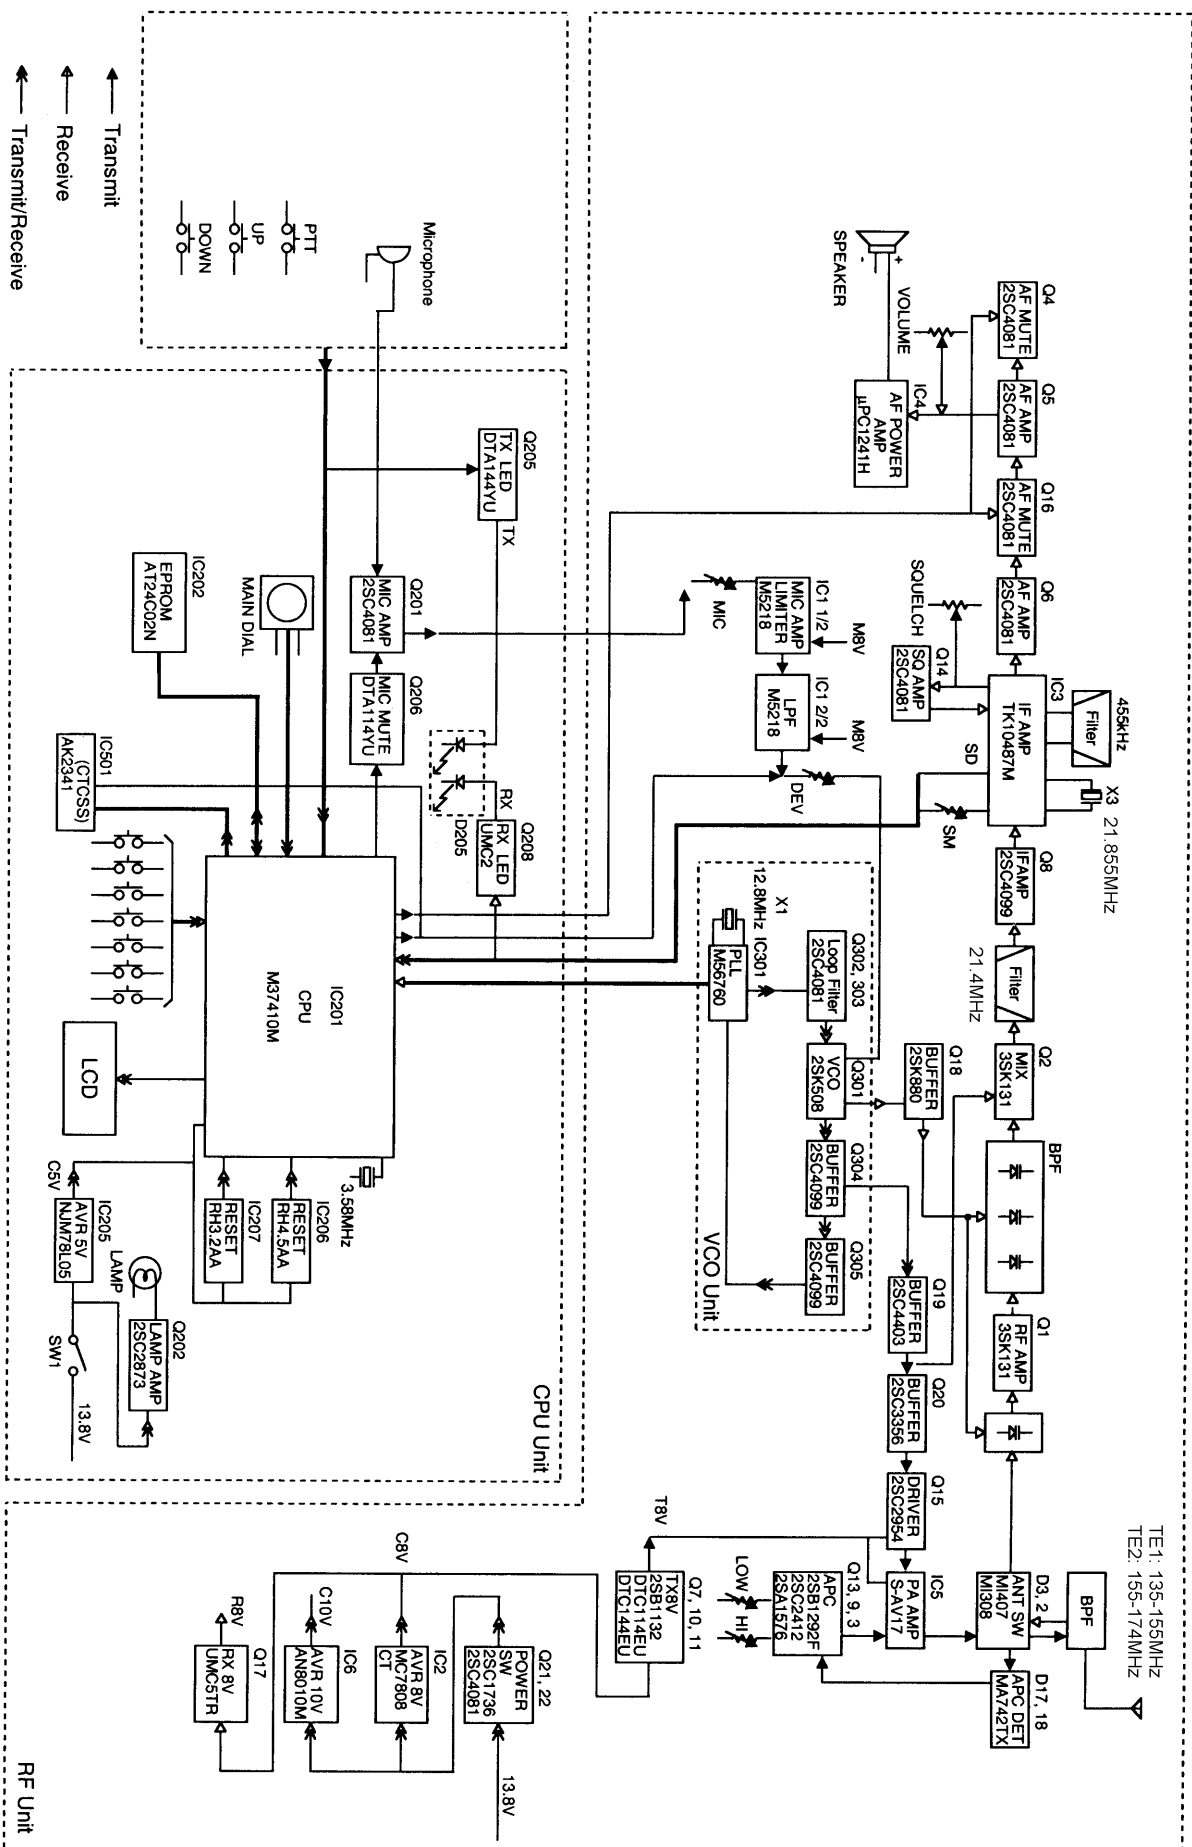 TE1: 135-155MHz
TE2: 155-174MHz
BPF
D3, 2
ANT SW
MI407
MI308
D17, 18
APC DET
MA742TX
Q1
RF AMP
3SK131
BPF
Q2
MIX
3SK131
Filter
21.4MHz
Q8
IFAMP
2SC4099
X3
21.855MHz
455kHz
Filter
IC3
IF AMP
TK10487M
SD
SM
Q6
AF AMP
2SC4081
Q14
SQ AMP
2SC4081
SQUELCH
Q16
AF MUTE
2SC4081
Q5
AF AMP
2SC4081
Q4
AF MUTE
2SC4081
VOLUME
IC4
AF POWER
AMP
µPC1241H
+
-
SPEAKER
IC5
PA AMP
S-AV17
Q15
DRIVER
2SC2954
Q20
BUFFER
2SC3356
Q19
BUFFER
2SC4403
Q18
BUFFER
2SK880
Q13, 9, 3
APC
2SB1292F
2SC2412
2SA1576
LOW
HI
Q7, 10, 11
TX8V
2SB1132
DTC114EU
DTC144EU
T8V
Q302, 303
Loop Filter
2SC4081
Q301
VCO
2SK508
Q304
BUFFER
2SC4099
Q305
BUFFER
2SC4099
X1
12.8MHz
IC301
PLL
M56760
VCO Unit
IC1 1/2
MIC AMP
LIMITER
M5218
M8V
IC1 2/2
LPF
M5218
M8V
MIC
DEV
Q21, 22
POWER
SW
2SC1736
2SC4081
13.8V
IC2
AVR 8V
MC7808
CT
C8V
IC6
AVR 10V
AN8010M
C10V
Q17
RX 8V
UMC5TR
R8V
RF Unit
Q205
TX LED
DTA144YU
TX
Q208
RX LED
UMC2
RX
D205
Q201
MIC AMP
2SC4081
Q206
MIC MUTE
DTA114YU
MAIN DIAL
IC202
EPROM
AT24C02N
IC501
(CTCSS)
AK2341
IC201
CPU
M37410M
3.58MHz
IC206
RESET
RH4.5AA
IC207
RESET
RH3.2AA
LCD
C5V
IC205
AVR 5V
NJM78L05
LAMP
Q202
LAMP AMP
2SC2873
SW1
13.8V
CPU Unit
Microphone
PTT
UP
DOWN
Transmit
Receive
Transmit/Receive